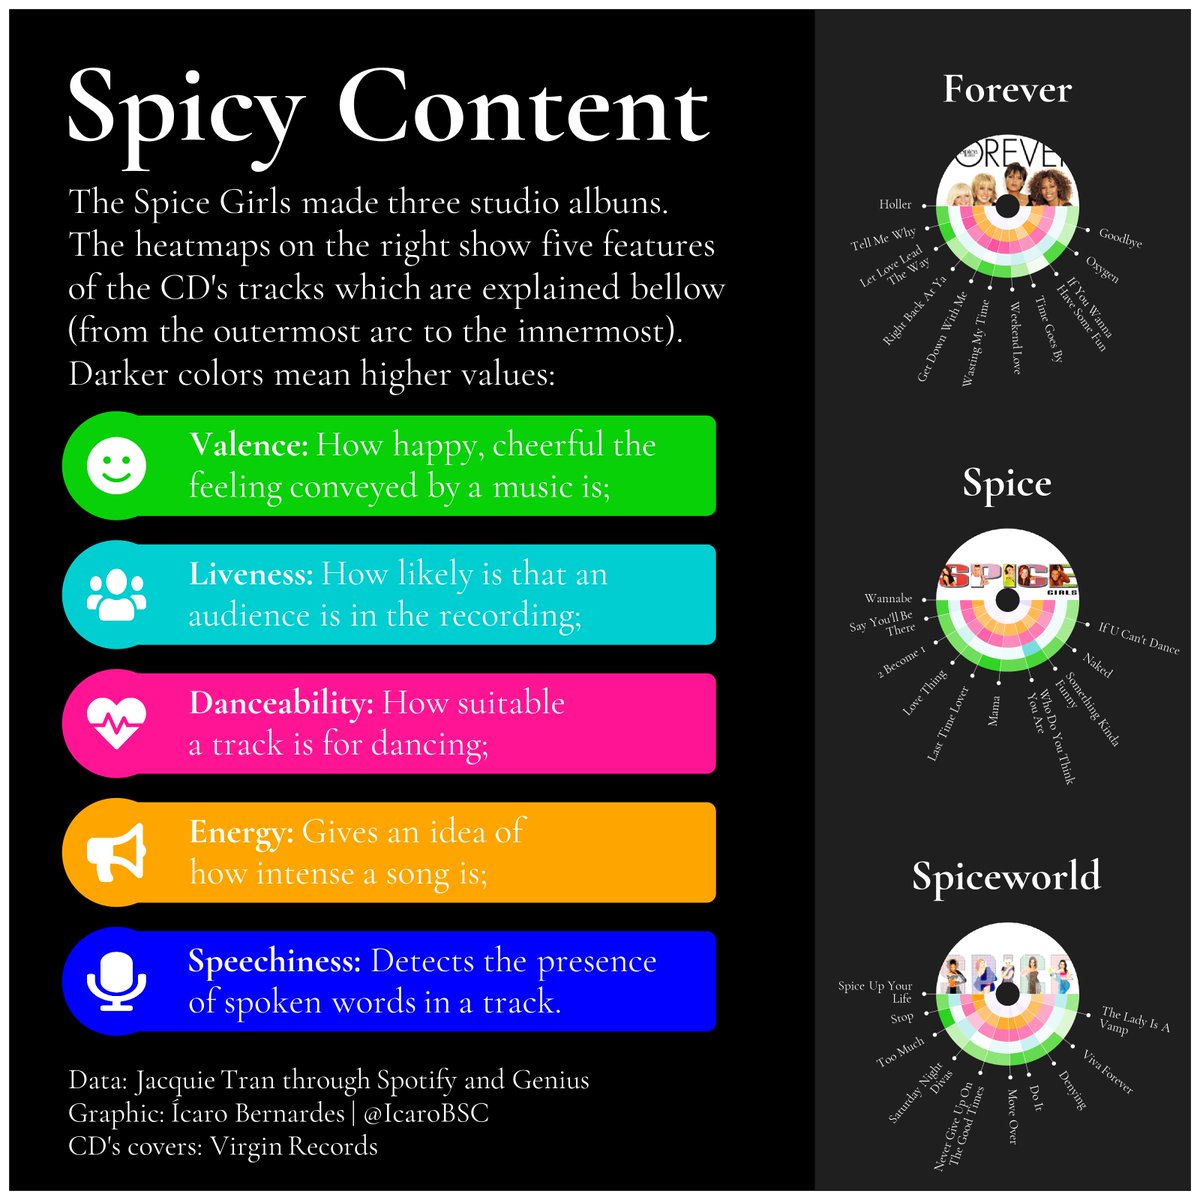 Spicy Content
The Spice Girls made three studio albuns.
The heatmaps on the right show five features
of the CD's tracks which are explained bellow
(from the outermost arc to the innermost).
Darker colors mean higher values:
Valence: How happy, cheerful the
feeling conveyed by a music is;
Liveness: How likely is that an
audience is in the recording;
Danceability: How suitable
a track is for dancing;
Energy: Gives an idea of
how intense a song is;
Speechiness: Detects the presence
of spoken words in a track.
Data: Jacquie Tran through Spotify and Genius
Graphic: Ícaro Bernardes | @IcaroBSC
CD's covers: Virgin Records
Forever
Holler
Tell Me Why
Let Love Lead
The Way
Right Back At Ya
Get Down With Me
Wasting My Time
Weekend Love
Time Goes By
If You Wanna
Have Some Fun
Oxygen
Goodbye
Spice
SPICE
GIRLS
Wannabe
Say You'll Be
There
2 Become 1
Love Thing
Last Time Lover
Mama
Who Do You Think
You Are
Something Kinda
Funny
Naked
If U Can't Dance
Spiceworld
SPICE
Spice Up Your
Life
Stop
Too Much
Saturday Night
Divas
Never Give Up On
The Good Times
Move Over
Do It
Denying
Viva Forever
The Lady Is A
Vamp